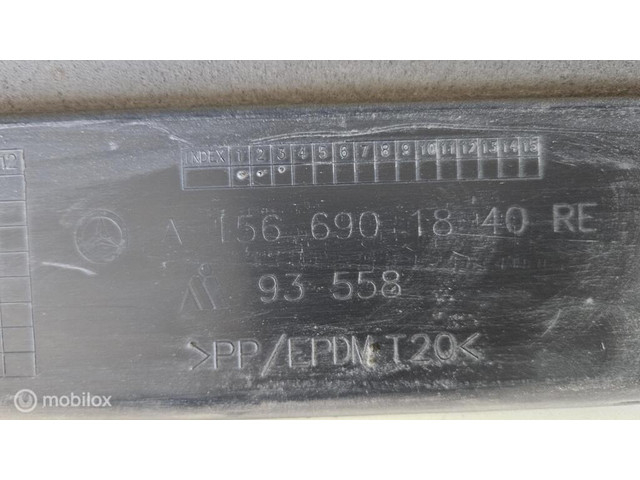 INDEX 1 2 3 4 5 6 7 8 9 10 11 12 13 14 15
12
A 156 690 18 40 RE
93 558
>PP/EPDM T20<
mobilox